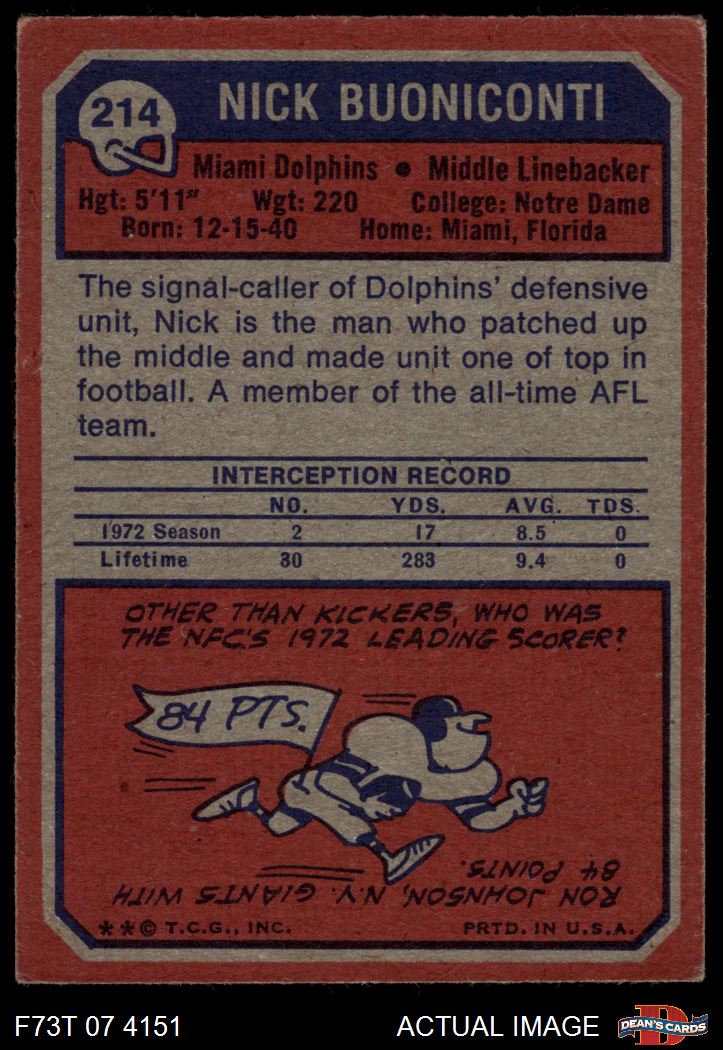 214
NICK BUONICONTI
Miami Dolphins • Middle Linebacker
Hgt: 5'11" Wgt: 220 College: Notre Dame
Born: 12-15-40 Home: Miami, Florida
The signal-caller of Dolphins' defensive
unit, Nick is the man who patched up
the middle and made unit one of top in
football. A member of the all-time AFL
team.
INTERCEPTION RECORD
NO. YDS. AVG. TDS.
1972 Season 2 17 8.5 0
Lifetime 30 283 9.4 0
OTHER THAN KICKERS, WHO WAS
THE NFC'S 1972 LEADING SCORER?
84 PTS.
RON JOHNSON, N.Y. GIANTS WITH
84 POINTS.
**© T.C.G., INC. PRTD. IN U.S.A.
F73T 07 4151 ACTUAL IMAGE
D
DEAN'S CARDS